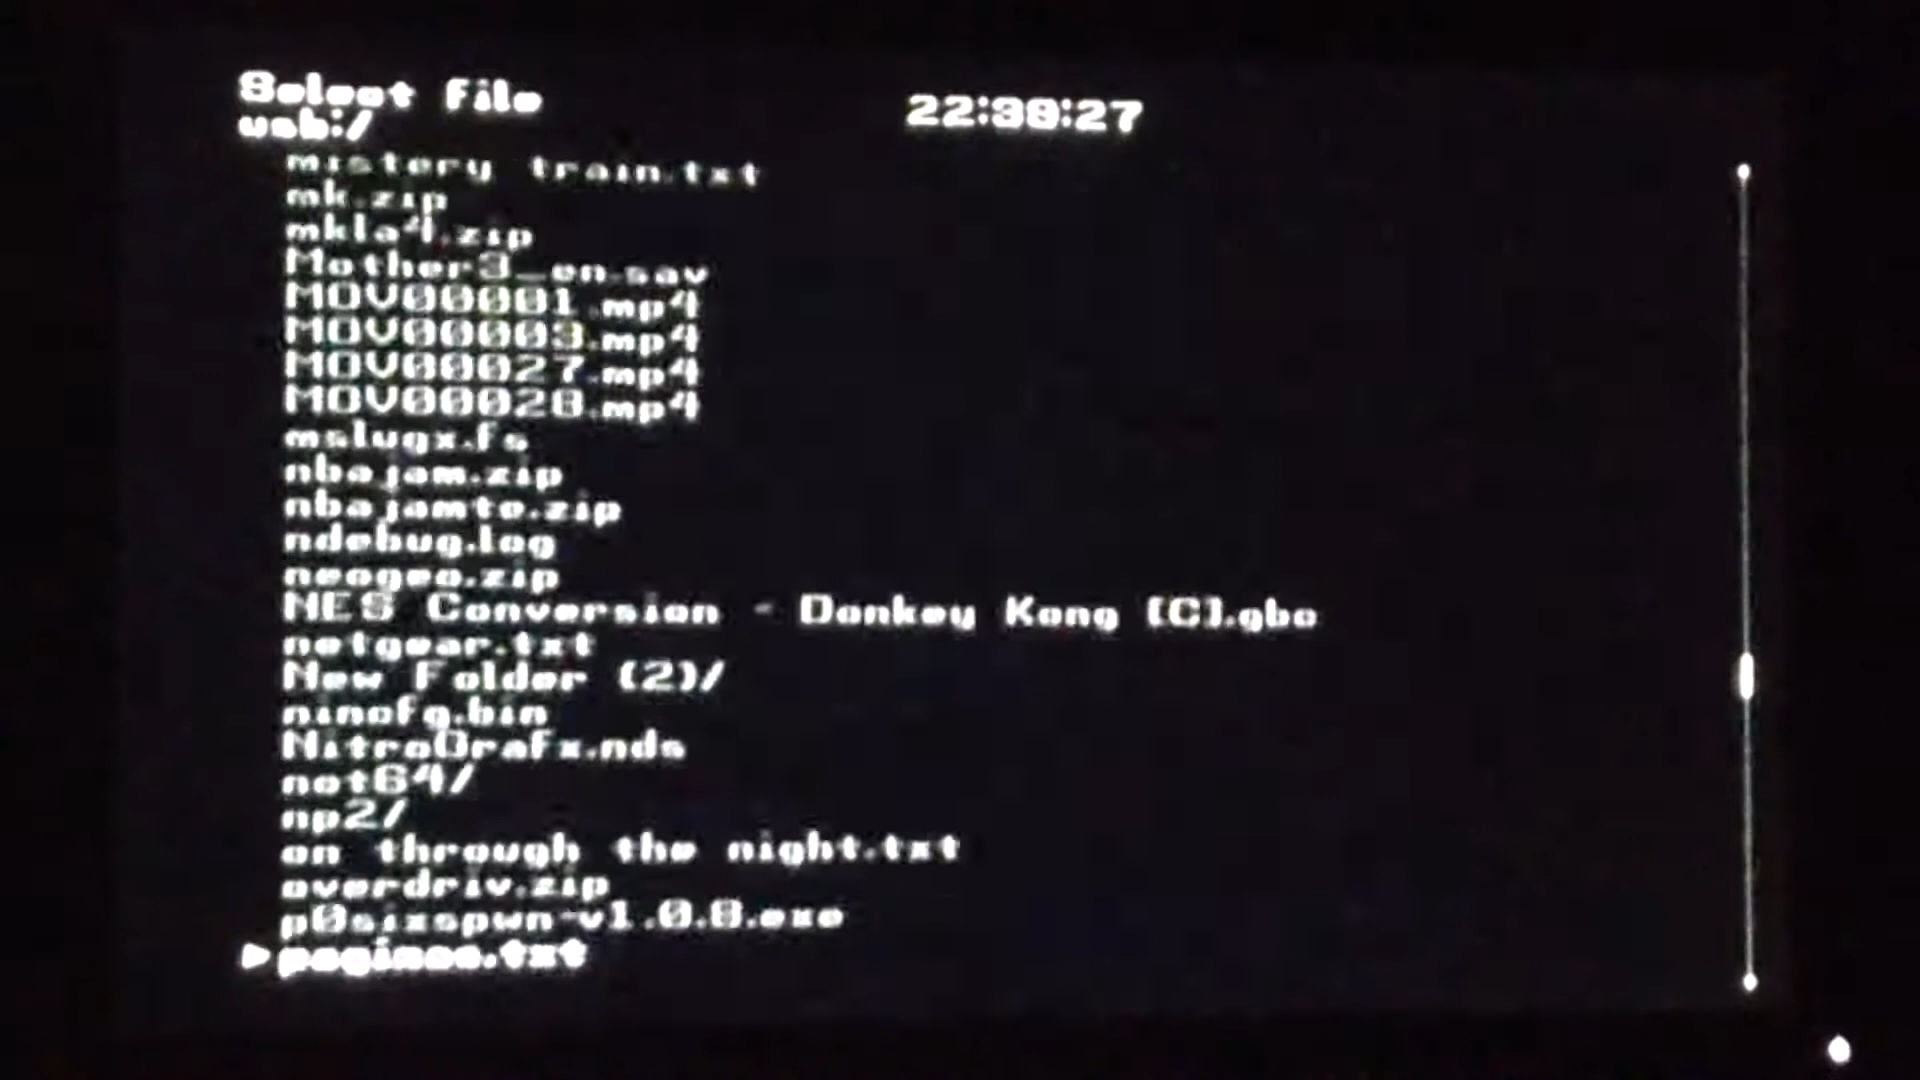 Select File
22:38:27
usb:/
mistery train.txt
mk.zip
mkla4.zip
Mother3_en.sav
MOV00001.mp4
MOV00003.mp4
MOV00027.mp4
MOV00028.mp4
mslugx.fs
nbajam.zip
nbajamte.zip
ndebug.log
neogeo.zip
NES Conversion - Donkey Kong [C].gbc
netgear.txt
New Folder (2)/
nincfg.bin
NitroGrafx.nds
not64/
np2/
on through the night.txt
overdriv.zip
p0sixspwn-v1.0.8.exe
paginas.txt